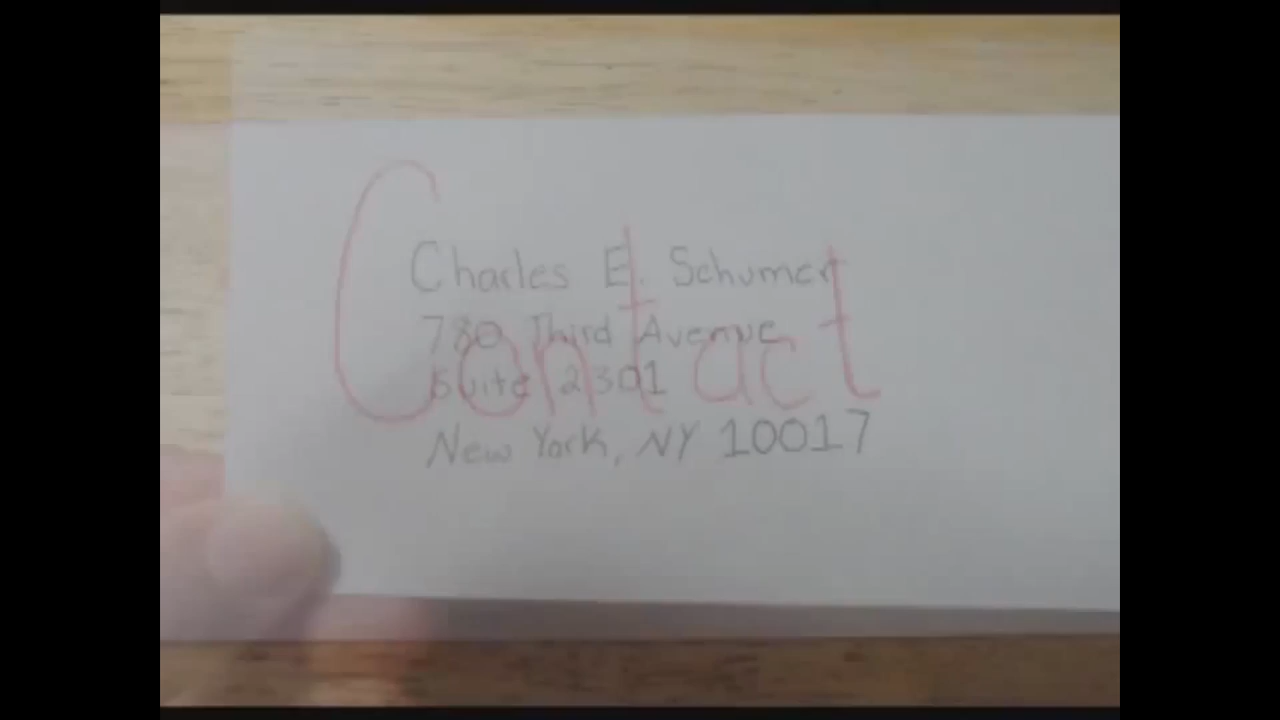 Contact
Charles E. Schumer
780 Third Avenue
Suite 2301
New York, NY 10017